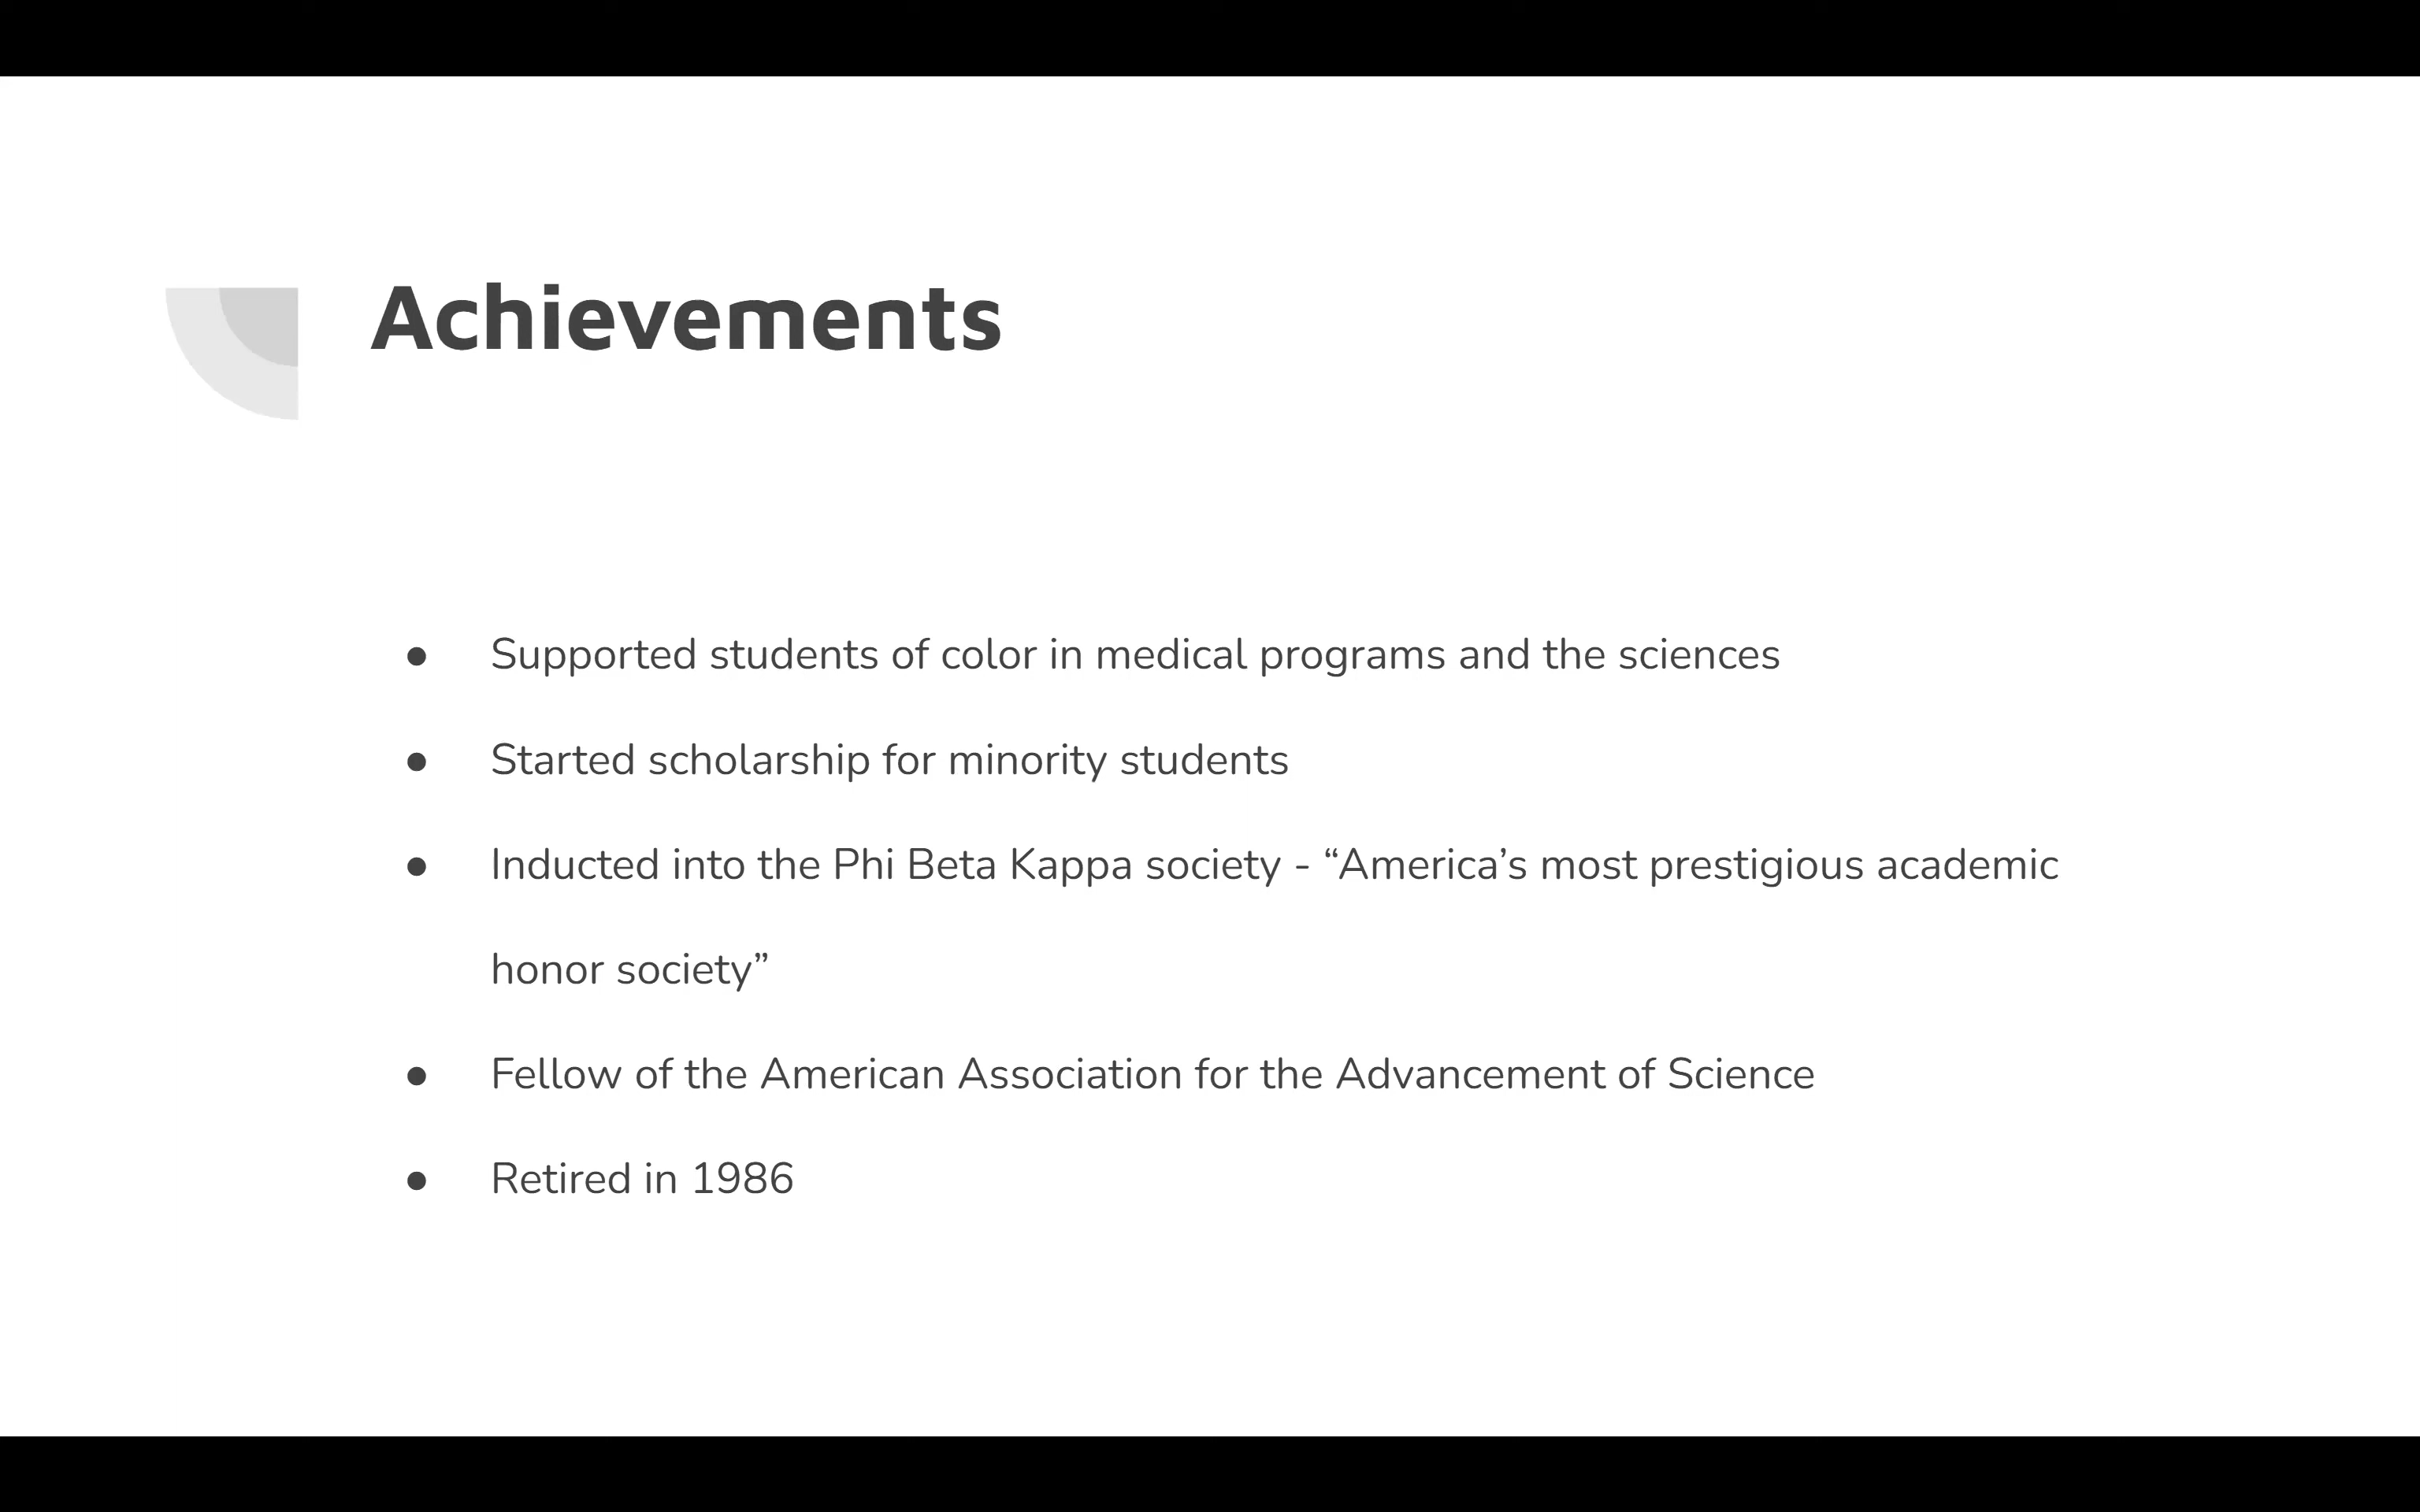 Achievements
● Supported students of color in medical programs and the sciences
● Started scholarship for minority students
● Inducted into the Phi Beta Kappa society - “America’s most prestigious academic
honor society”
● Fellow of the American Association for the Advancement of Science
● Retired in 1986